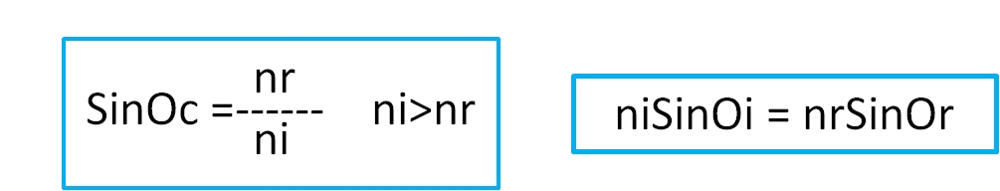 nr
SinOc =------ ni>nr
ni
niSinOi = nrSinOr